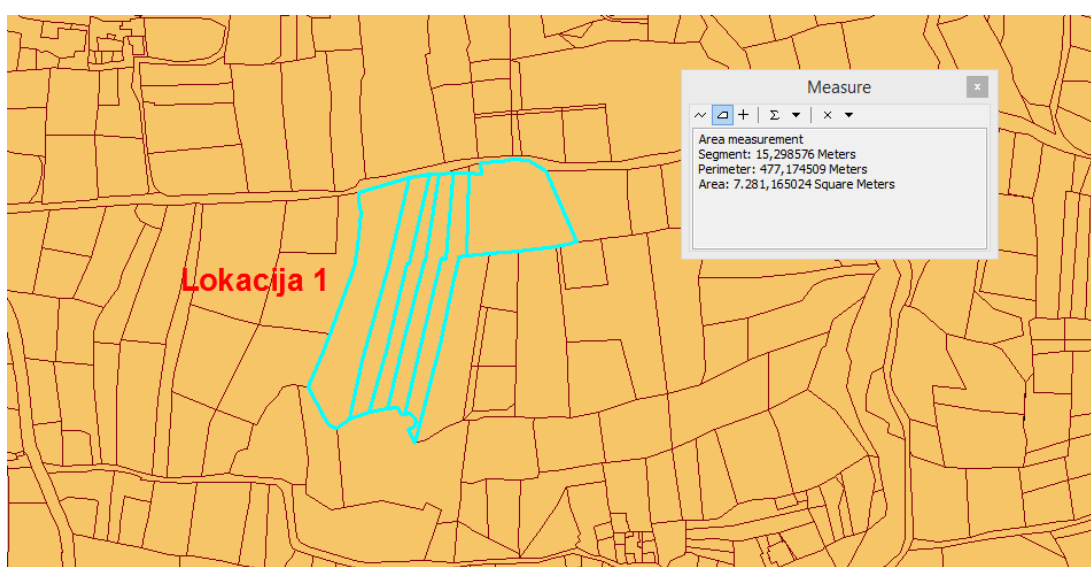 Measure
Area measurement
Segment: 15,298576 Meters
Perimeter: 477,174509 Meters
Area: 7.281,165024 Square Meters
Lokacija 1